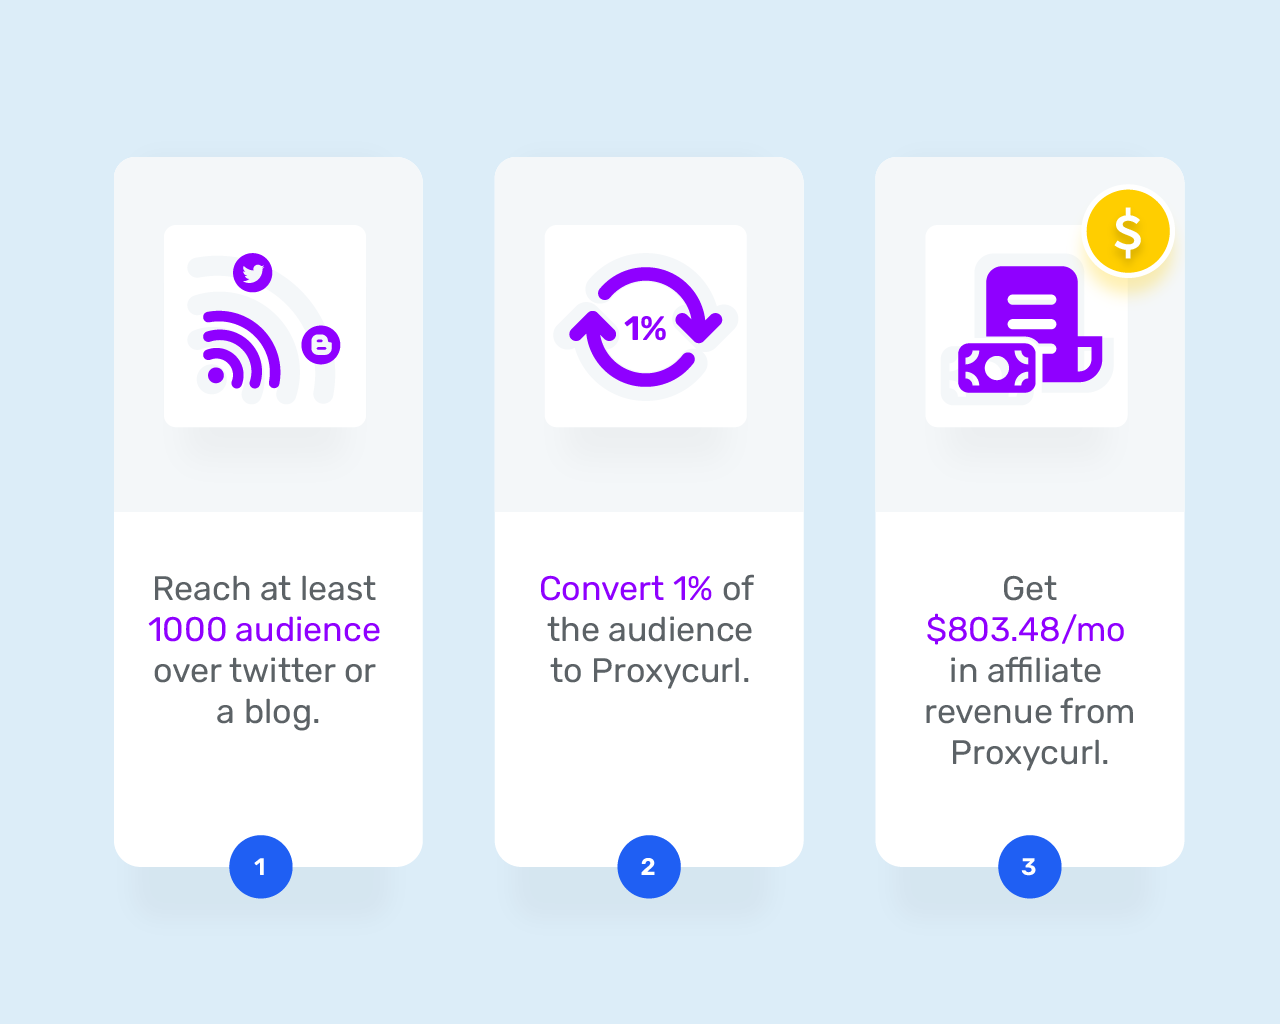 $
1%
Reach at least
1000 audience
over twitter or
a blog.
1
Convert 1% of
the audience
to Proxycurl.
2
Get
$803.48/mo
in affiliate
revenue from
Proxycurl.
3